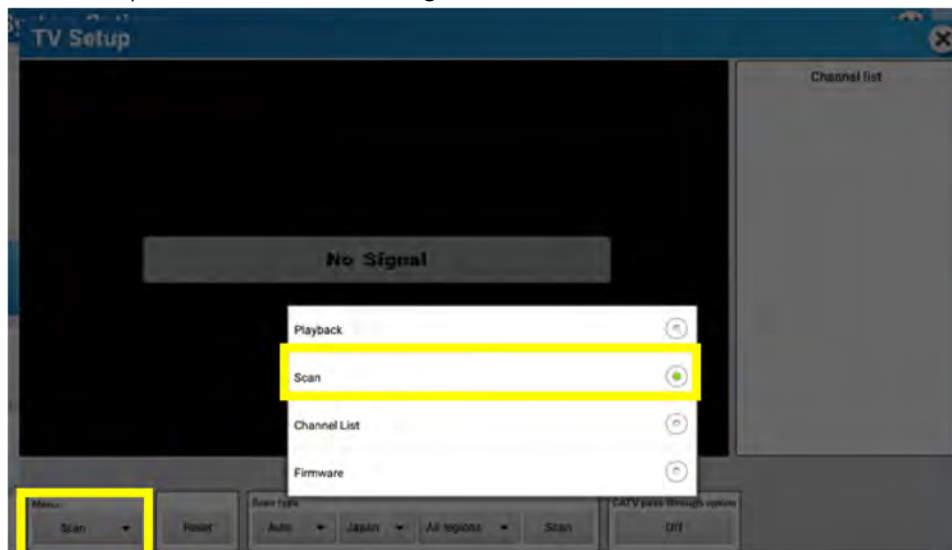 TV Setup
Channel list
No Signal
Playback
Scan
Channel List
Firmware
Menu
Scan
Reset
Scan type
Auto
Japan
All regions
Scan
CATV pass through option
Off